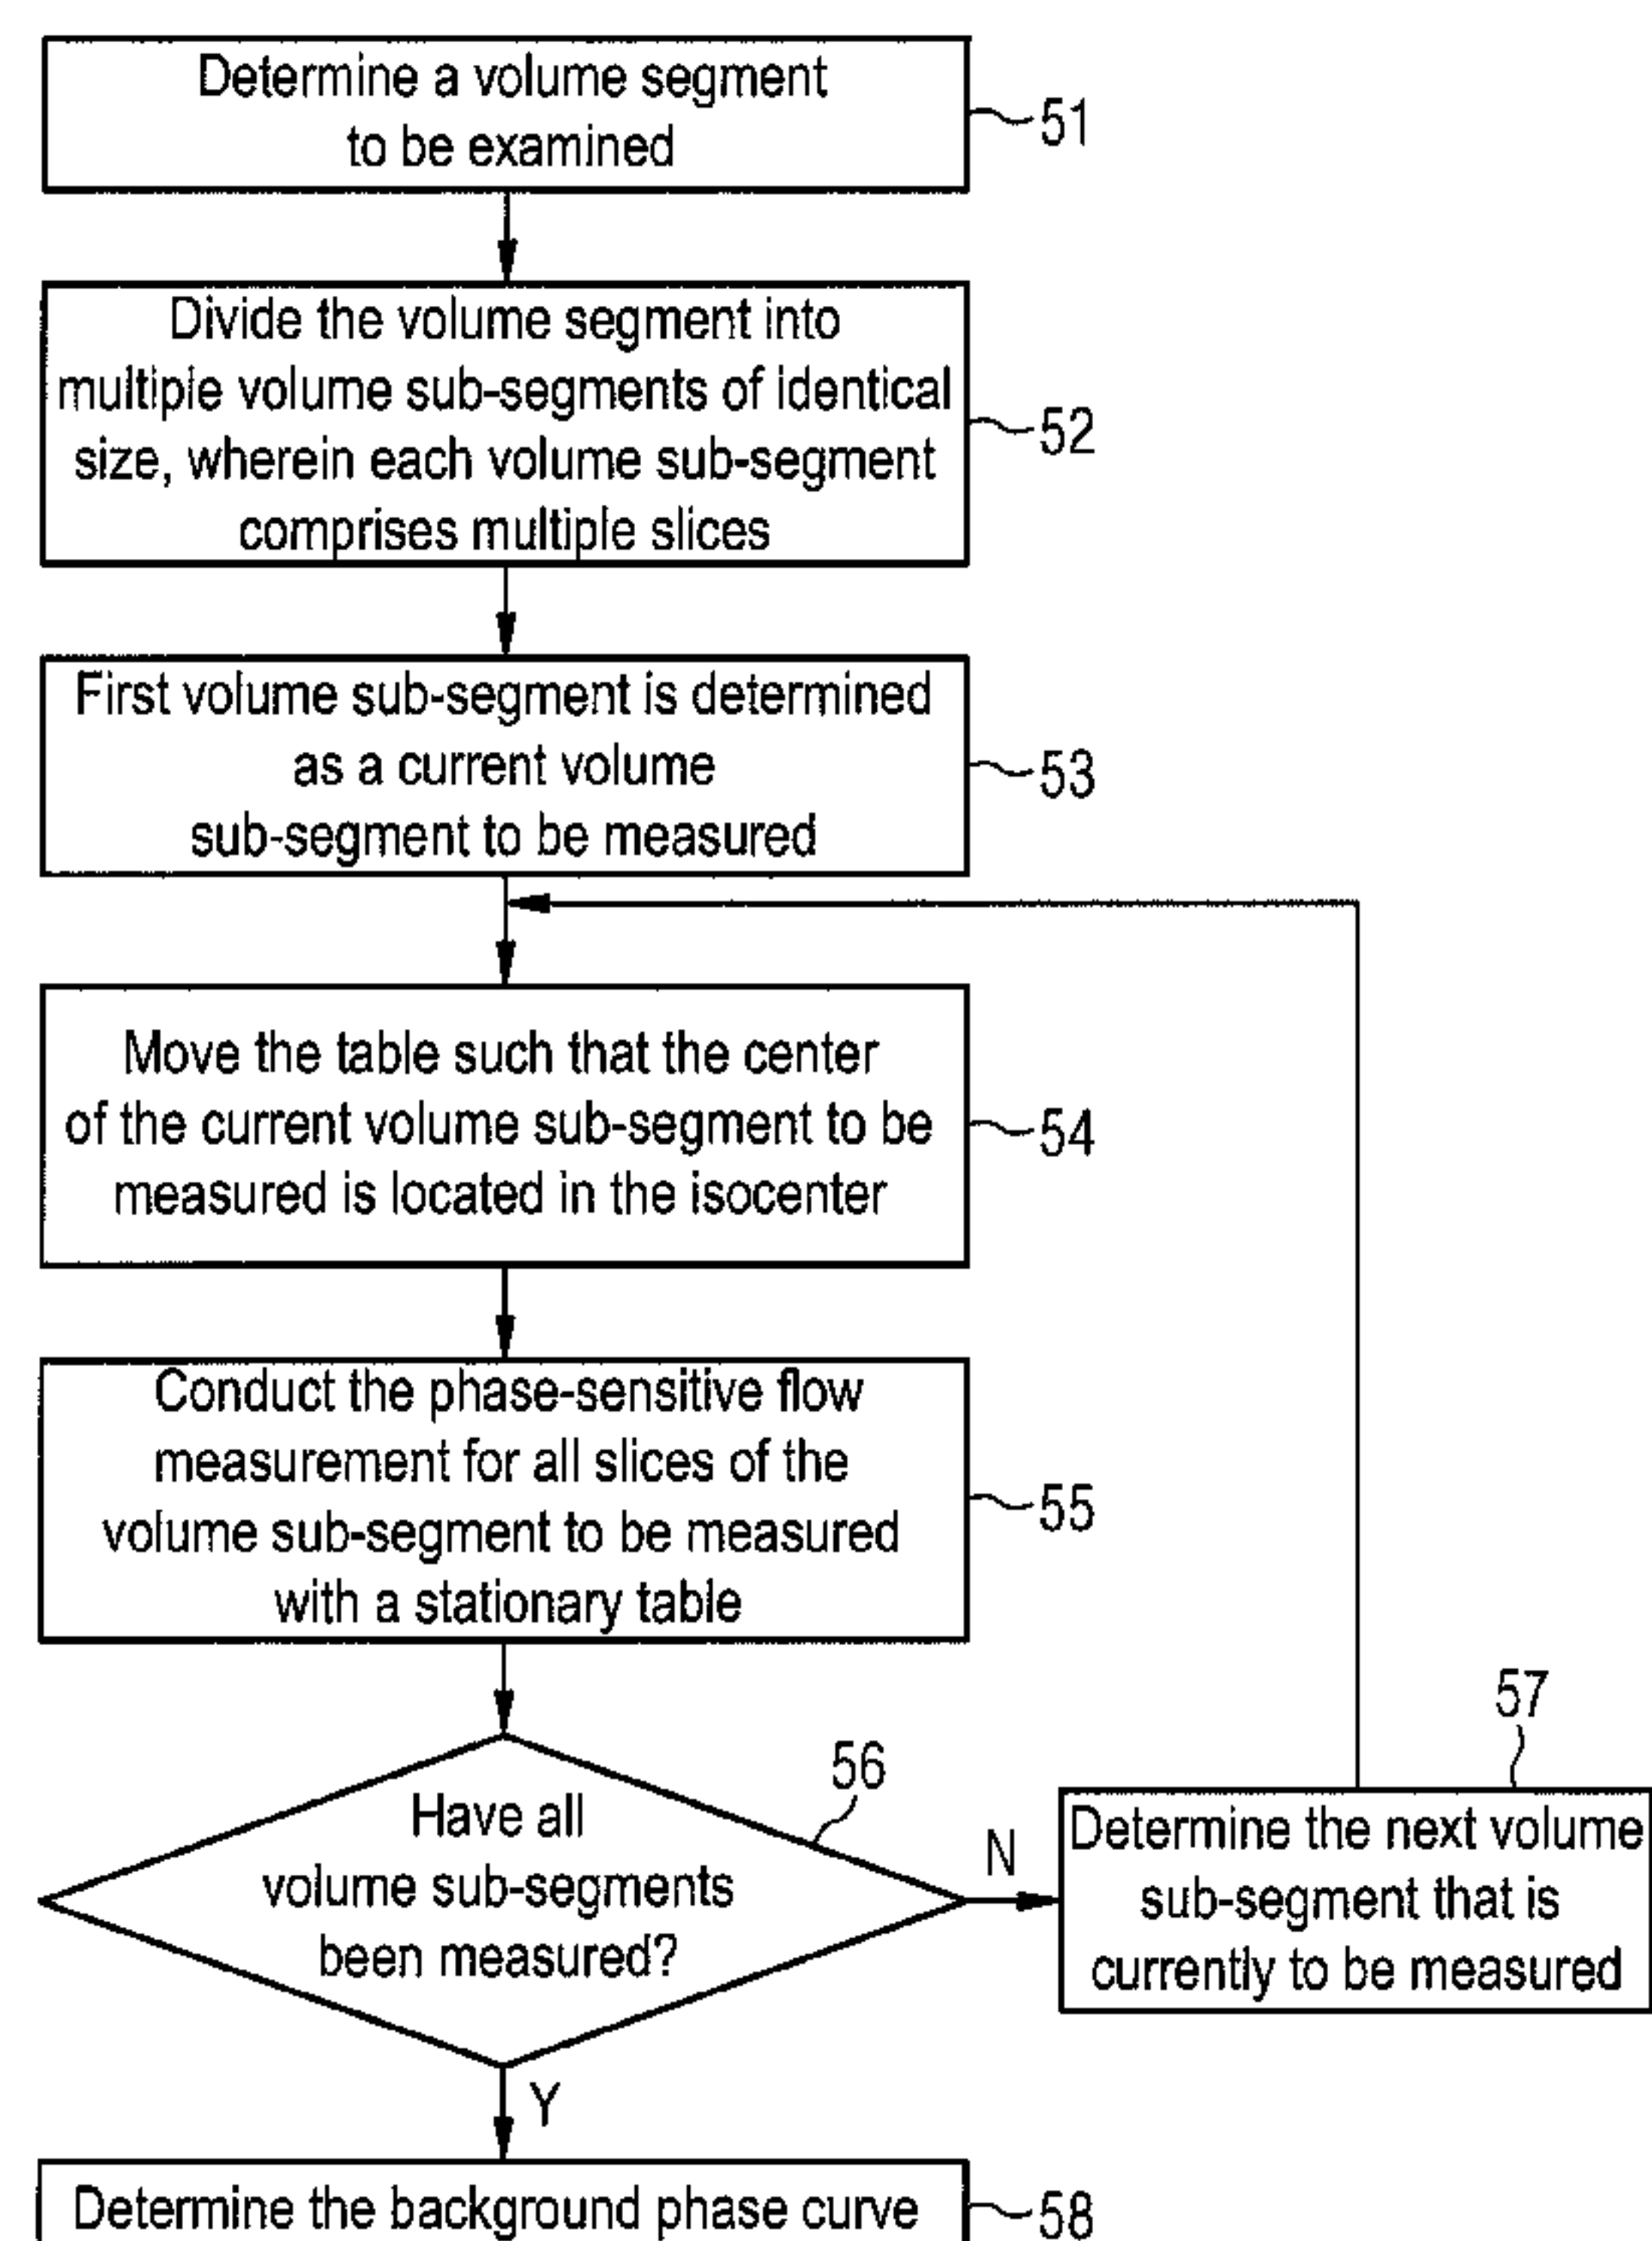 Determine a volume segment
to be examined
51
Divide the volume segment into
multiple volume sub-segments of identical
size, wherein each volume sub-segment
comprises multiple slices
52
First volume sub-segment is determined
as a current volume
sub-segment to be measured
53
Move the table such that the center
of the current volume sub-segment to be
measured is located in the isocenter
54
Conduct the phase-sensitive flow
measurement for all slices of the
volume sub-segment to be measured
with a stationary table
55
Have all
volume sub-segments
been measured?
56
N
57
Determine the next volume
sub-segment that is
currently to be measured
Y
Determine the background phase curve
58